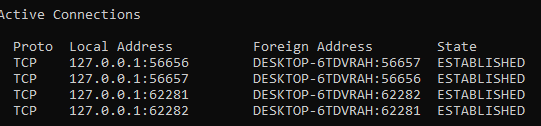 Active Connections
Proto  Local Address          Foreign Address        State
TCP    127.0.0.1:56656        DESKTOP-6TDVRAH:56657  ESTABLISHED
TCP    127.0.0.1:56657        DESKTOP-6TDVRAH:56656  ESTABLISHED
TCP    127.0.0.1:62281        DESKTOP-6TDVRAH:62282  ESTABLISHED
TCP    127.0.0.1:62282        DESKTOP-6TDVRAH:62281  ESTABLISHED